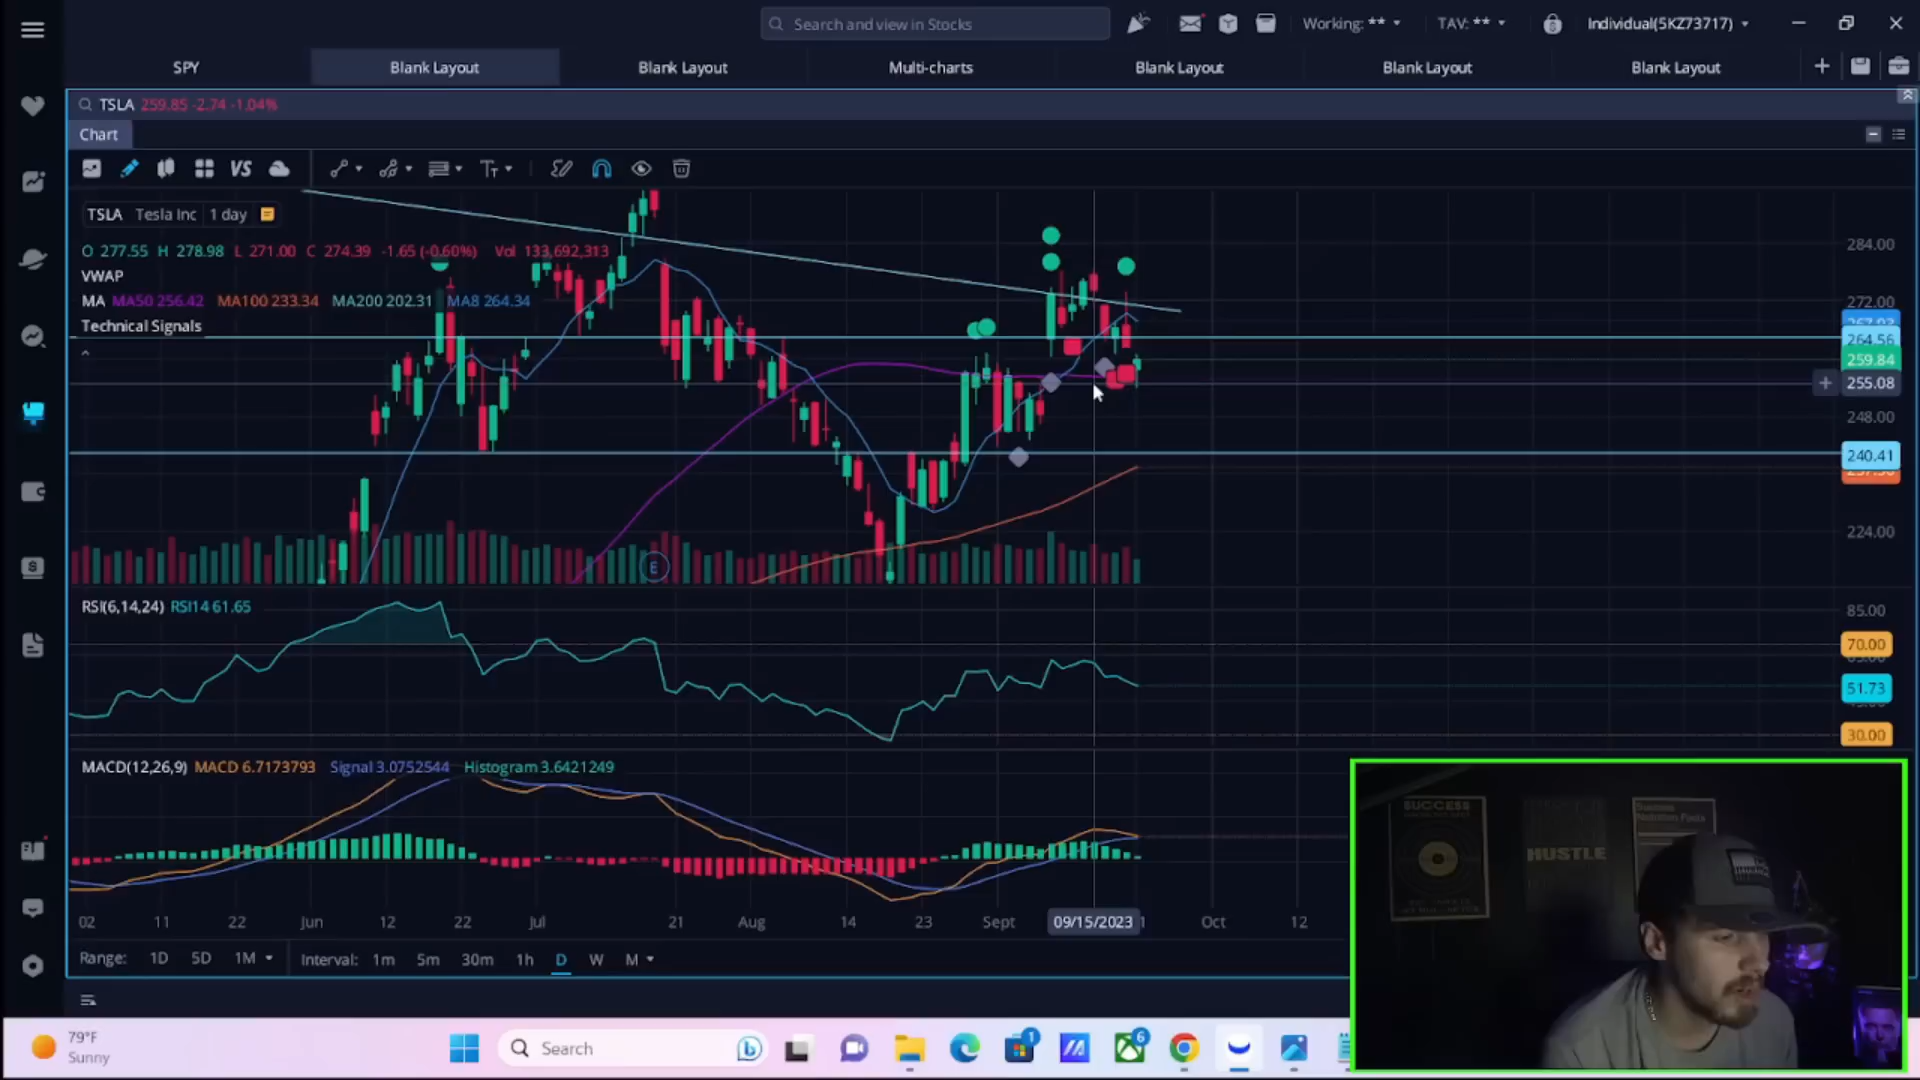 Search and view in Stocks
Working: **
TAV: **
Individual(5KZ73717)
SPY
Blank Layout
Blank Layout
Multi-charts
Blank Layout
Blank Layout
Blank Layout
TSLA 259.85 -2.74 -1.04%
Chart
VS
TSLA Tesla Inc 1 day
O 277.55 H 278.98 L 271.00 C 274.39 -1.65 (-0.60%) Vol 133,692,313
VWAP
MA MA50 256.42 MA100 233.34 MA200 202.31 MA8 264.34
Technical Signals
284.00
272.00
264.56
259.84
255.08
248.00
240.41
224.00
E
RSI(6,14,24) RSI14 61.65
85.00
70.00
51.73
30.00
MACD(12,26,9) MACD 6.7173793 Signal 3.0752544 Histogram 3.6421249
02 11 22 Jun 12 22 Jul 21 Aug 14 23 Sept 09/15/2023 1 Oct 12
Range: 1D 5D 1M Interval: 1m 5m 30m 1h D W M
SUCCESS
HUSTLE
Success
Nutrition Facts
79°F
Sunny
Search
1
6